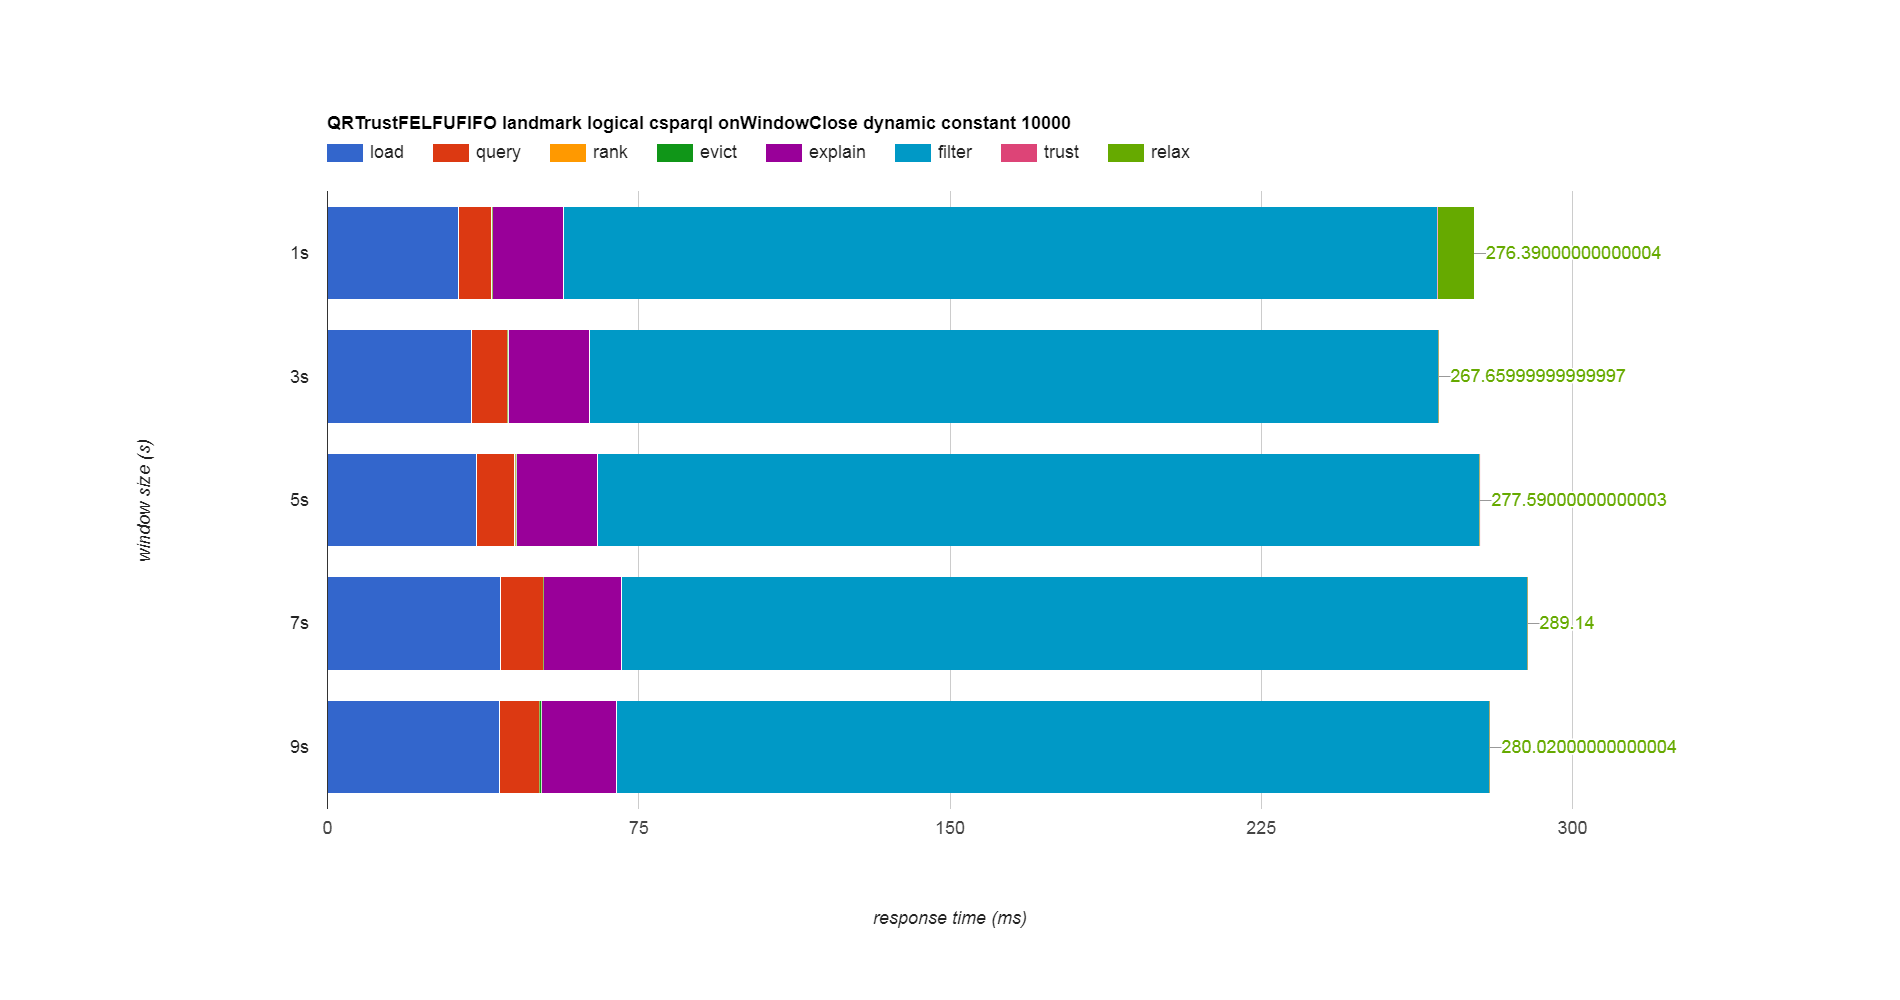 QRTrustFELFUFIFO landmark logical csparql onWindowClose dynamic constant 10000
load query rank evict explain filter trust relax
1s 276.39000000000004
3s 267.65999999999997
5s 277.59000000000003
7s 289.14
9s 280.02000000000004
window size (s)
0 75 150 225 300
response time (ms)